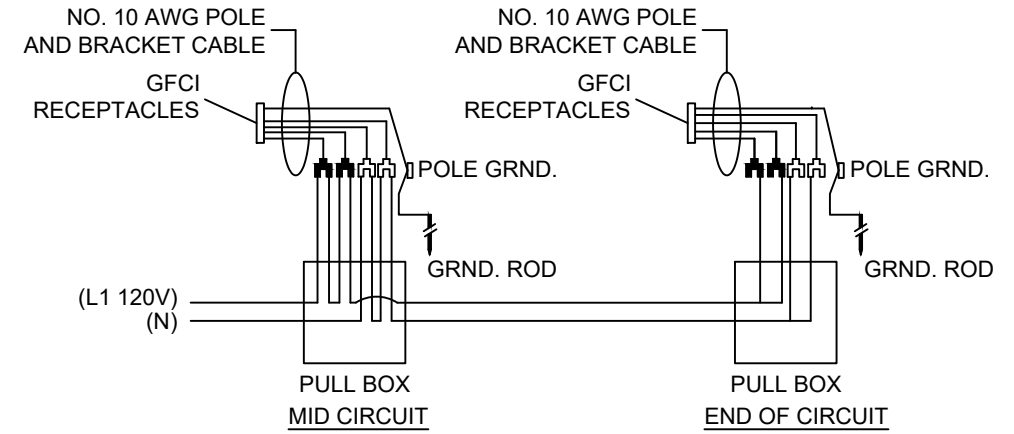 NO. 10 AWG POLE
AND BRACKET CABLE
GFCI
RECEPTACLES
POLE GRND.
GRND. ROD
(L1 120V)
(N)
PULL BOX
MID CIRCUIT
NO. 10 AWG POLE
AND BRACKET CABLE
GFCI
RECEPTACLES
POLE GRND.
GRND. ROD
PULL BOX
END OF CIRCUIT